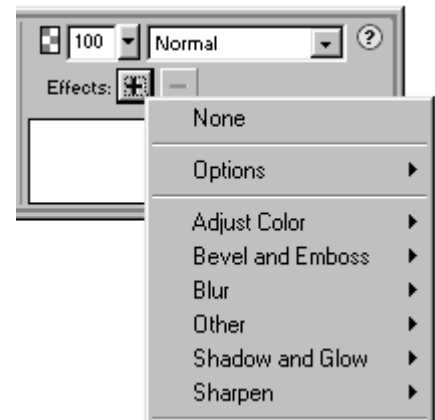 100 Normal ?
Effects: + −
None
Options
Adjust Color
Bevel and Emboss
Blur
Other
Shadow and Glow
Sharpen